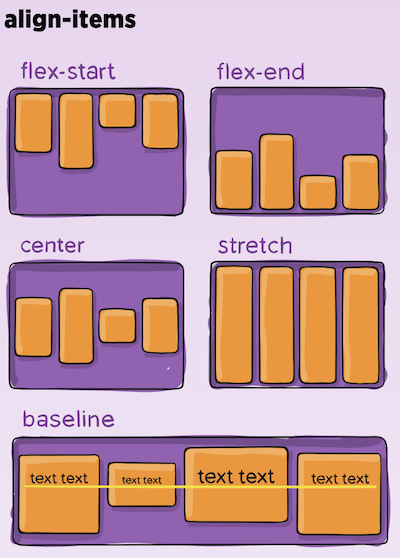 align-items
flex-start
flex-end
center
stretch
baseline
text text
text text
text text
text text